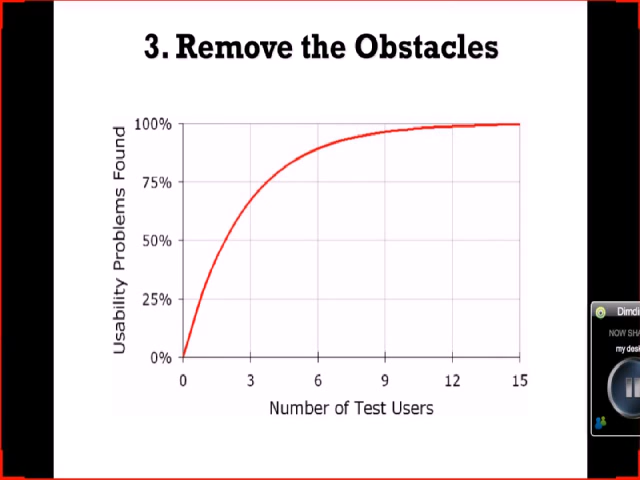 3. Remove the Obstacles
Usability Problems Found
100%
75%
50%
25%
0%
0 3 6 9 12 15
Number of Test Users
Dimdi
NOW SHA
my desk